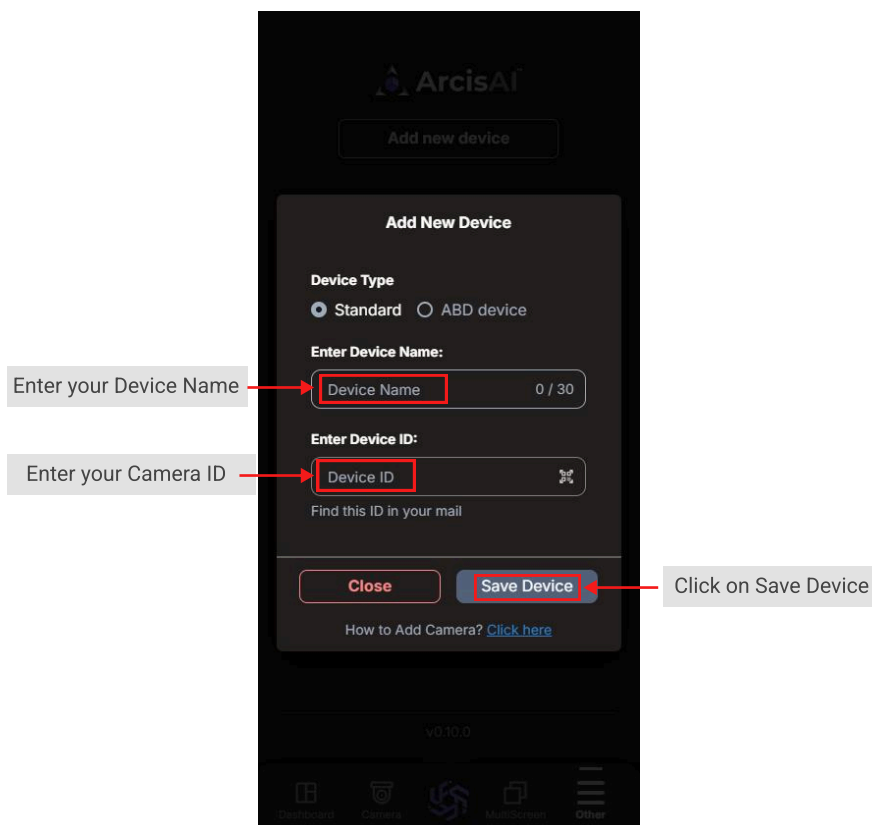 ArcisAI
Add new device
Add New Device
Device Type
Standard ABD device
Enter Device Name:
Enter your Device Name
Device Name 0 / 30
Enter Device ID:
Enter your Camera ID
Device ID
Find this ID in your mail
Close Save Device
Click on Save Device
How to Add Camera? Click here
v0.10.0
Dashboard Camera MultiScreen Other